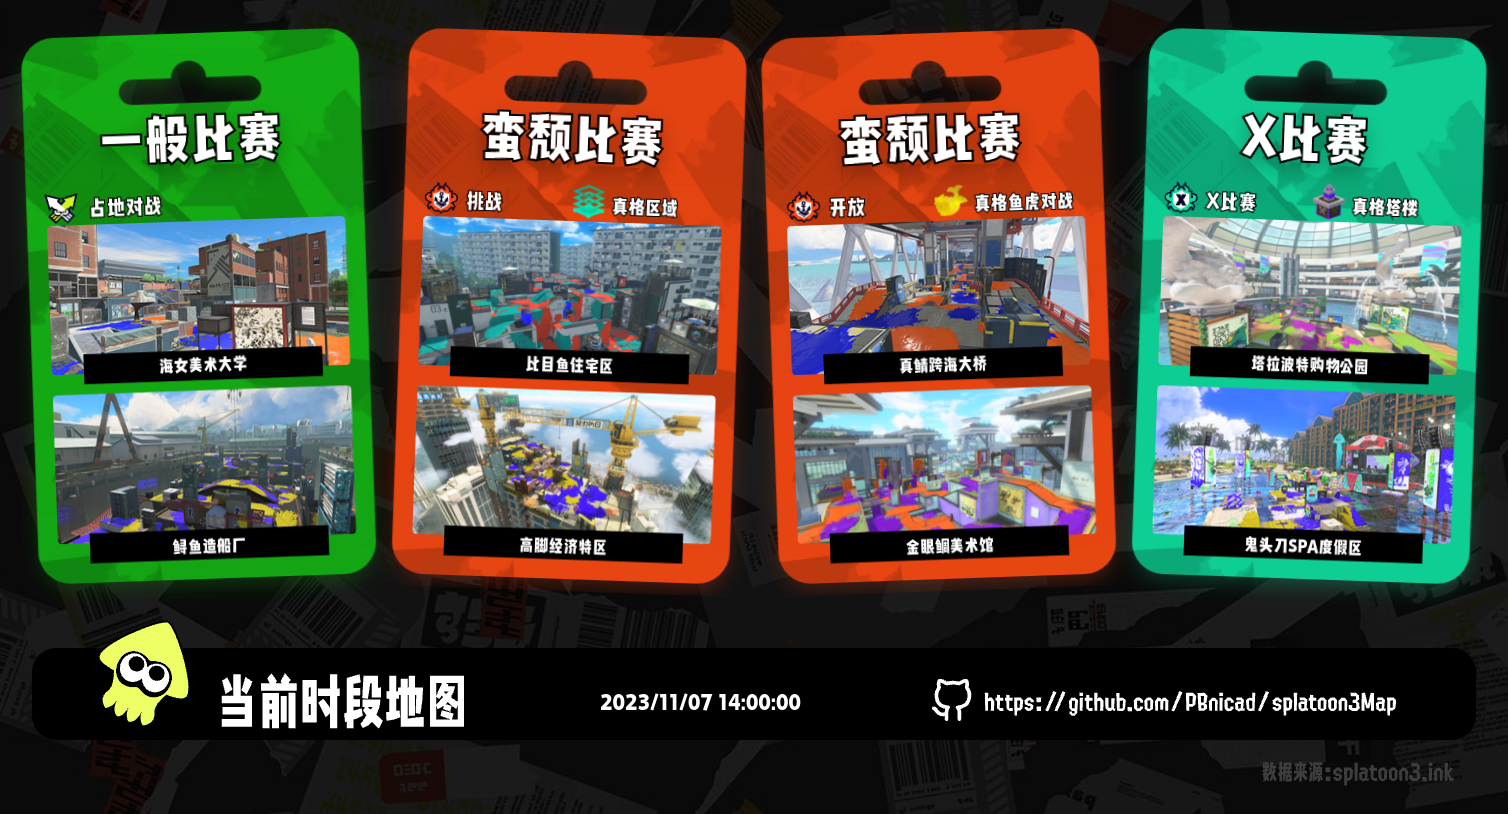 一般比赛
占地对战
海女美术大学
鲟鱼造船厂
蛮颓比赛
挑战
真格区域
比目鱼住宅区
高脚经济特区
蛮颓比赛
开放
真格鱼虎对战
真鲭跨海大桥
金眼鲷美术馆
X比赛
X比赛
真格塔楼
塔拉波特购物公园
鬼头刀SPA度假区
当前时段地图
2023/11/07 14:00:00
https://github.com/PBnicad/splatoon3Map
数据来源:splatoon3.ink